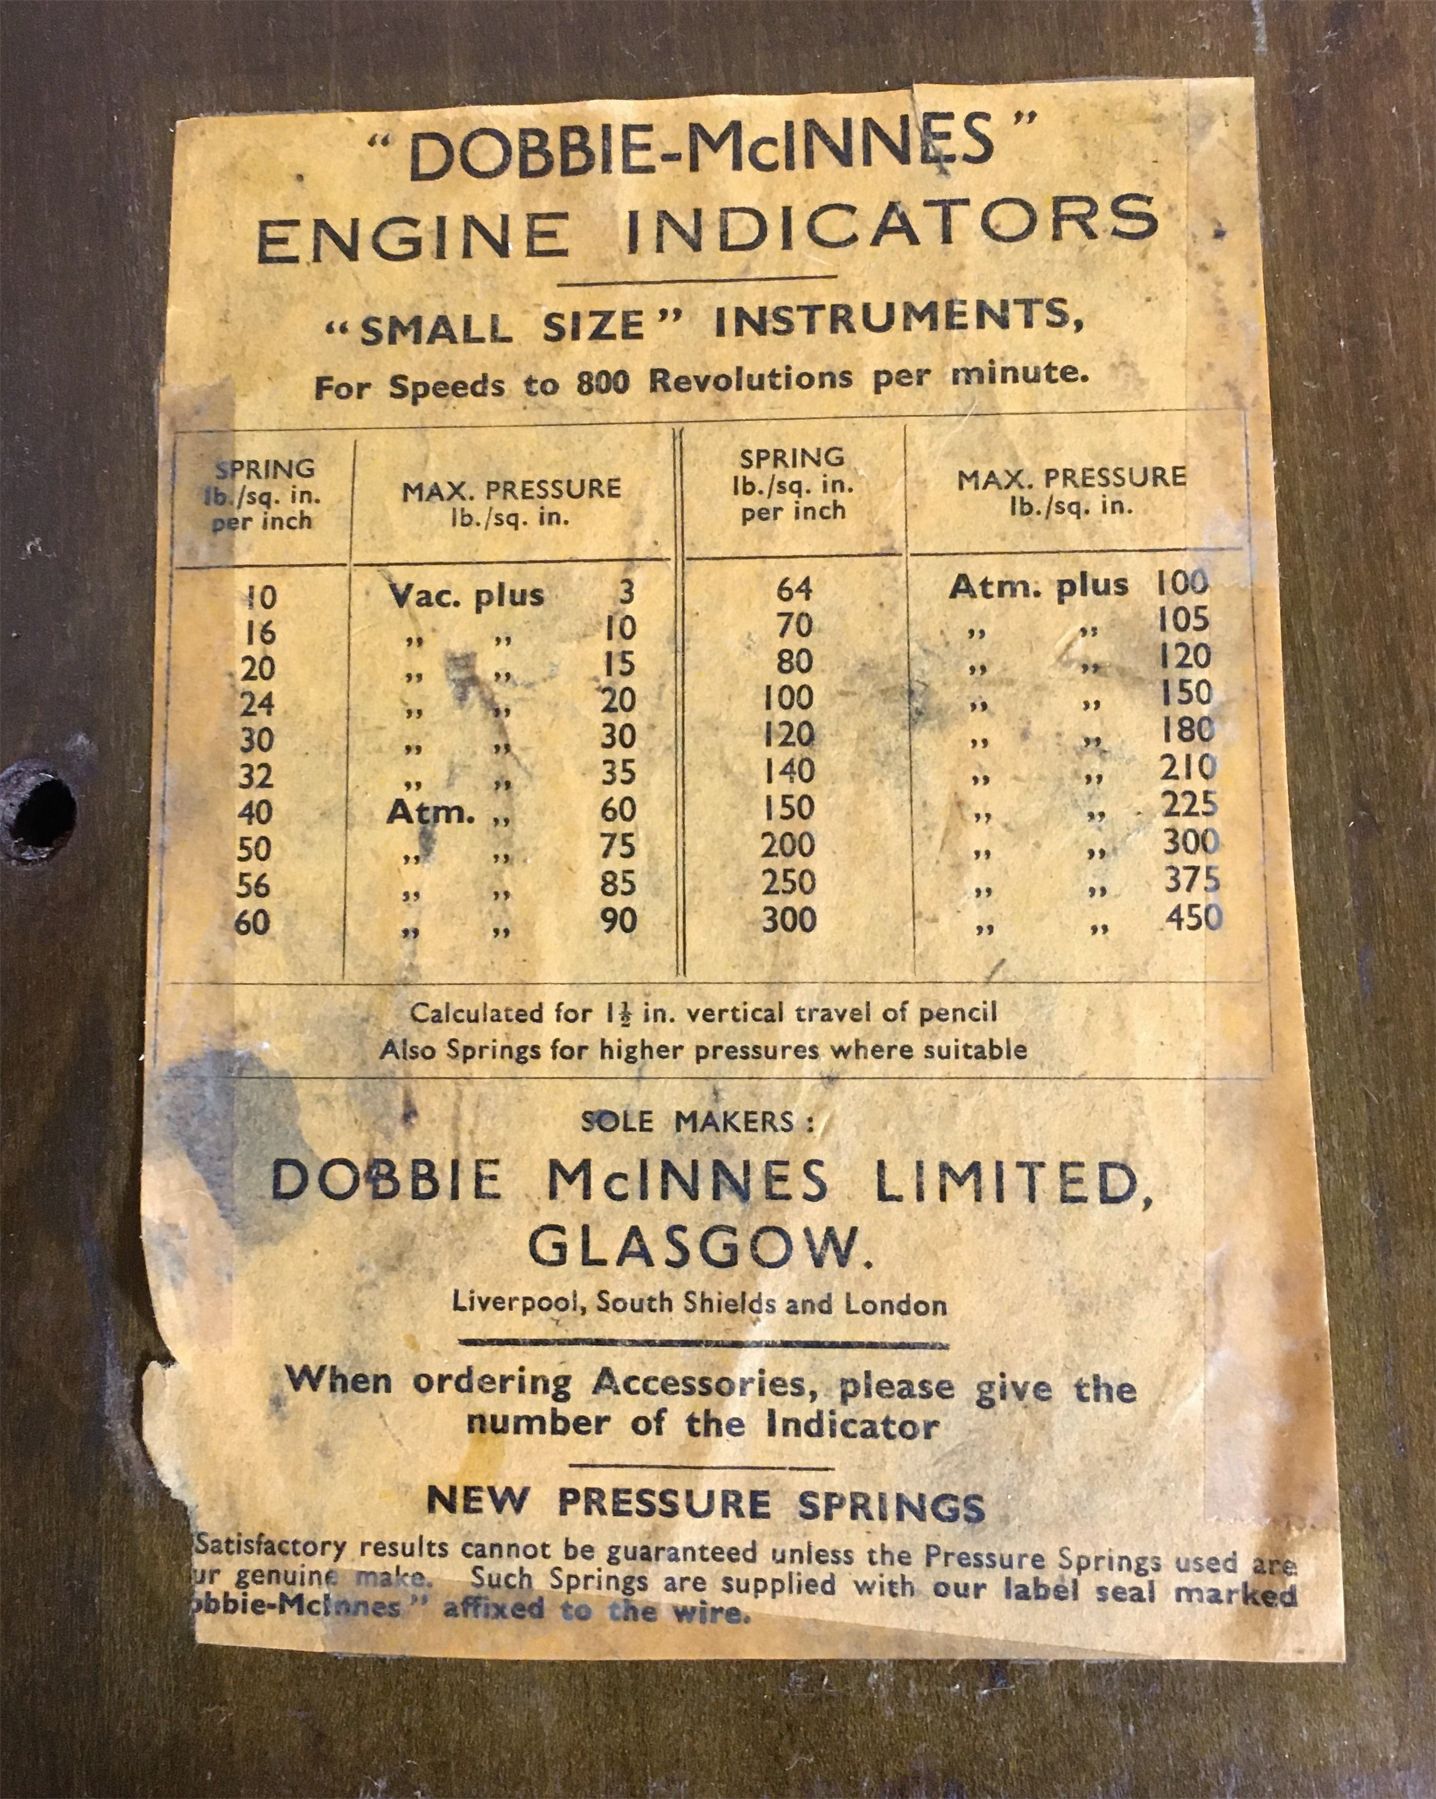 “DOBBIE-McINNES”
ENGINE INDICATORS
“SMALL SIZE” INSTRUMENTS,
For Speeds to 800 Revolutions per minute.
SPRING lb./sq. in. per inch MAX. PRESSURE lb./sq. in. SPRING lb./sq. in. per inch MAX. PRESSURE lb./sq. in.
10 Vac. plus 3 64 Atm. plus 100
16 ,, ,, 10 70 ,, ,, 105
20 ,, ,, 15 80 ,, ,, 120
24 ,, ,, 20 100 ,, ,, 150
30 ,, ,, 30 120 ,, ,, 180
32 ,, ,, 35 140 ,, ,, 210
40 Atm. ,, 60 150 ,, ,, 225
50 ,, ,, 75 200 ,, ,, 300
56 ,, ,, 85 250 ,, ,, 375
60 ,, ,, 90 300 ,, ,, 450
Calculated for 1½ in. vertical travel of pencil
Also Springs for higher pressures where suitable
SOLE MAKERS :
DOBBIE McINNES LIMITED,
GLASGOW.
Liverpool, South Shields and London
When ordering Accessories, please give the
number of the Indicator
NEW PRESSURE SPRINGS
Satisfactory results cannot be guaranteed unless the Pressure Springs used are
ur genuine make. Such Springs are supplied with our label seal marked
obbie-McInnes” affixed to the wire.